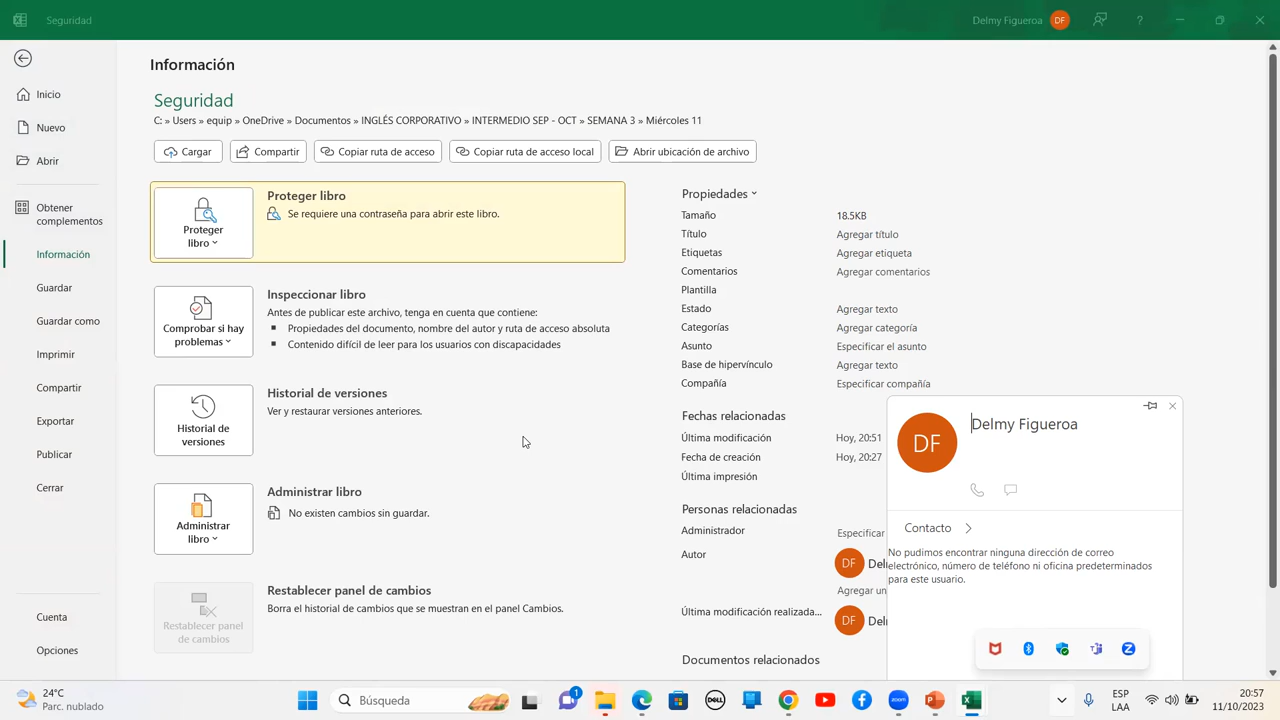 Seguridad
Delmy Figueroa DF ?
Información
Seguridad
C: » Users » equip » OneDrive » Documentos » INGLÉS CORPORATIVO » INTERMEDIO SEP - OCT » SEMANA 3 » Miércoles 11
Cargar
Compartir
Copiar ruta de acceso
Copiar ruta de acceso local
Abrir ubicación de archivo
Inicio
Nuevo
Abrir
Obtener
complementos
Información
Guardar
Guardar como
Imprimir
Compartir
Exportar
Publicar
Cerrar
Cuenta
Opciones
Proteger
libro
Proteger libro
Se requiere una contraseña para abrir este libro.
Comprobar si hay
problemas
Inspeccionar libro
Antes de publicar este archivo, tenga en cuenta que contiene:
Propiedades del documento, nombre del autor y ruta de acceso absoluta
Contenido difícil de leer para los usuarios con discapacidades
Historial de
versiones
Historial de versiones
Ver y restaurar versiones anteriores.
Administrar
libro
Administrar libro
No existen cambios sin guardar.
Restablecer panel
de cambios
Restablecer panel de cambios
Borra el historial de cambios que se muestran en el panel Cambios.
Propiedades
Tamaño 18.5KB
Título Agregar título
Etiquetas Agregar etiqueta
Comentarios Agregar comentarios
Plantilla
Estado Agregar texto
Categorías Agregar categoría
Asunto Especificar el asunto
Base de hipervínculo Agregar texto
Compañía Especificar compañía
Fechas relacionadas
Última modificación Hoy, 20:51
Fecha de creación Hoy, 20:27
Última impresión
Personas relacionadas
Administrador Especificar
Autor DF Del
Agregar un
Última modificación realizada... DF Del
Documentos relacionados
DF
Delmy Figueroa
Contacto
No pudimos encontrar ninguna dirección de correo
electrónico, número de teléfono ni oficina predeterminados
para este usuario.
24°C
Parc. nublado
Búsqueda
1
DELL
zoom
ESP
LAA
20:57
11/10/2023